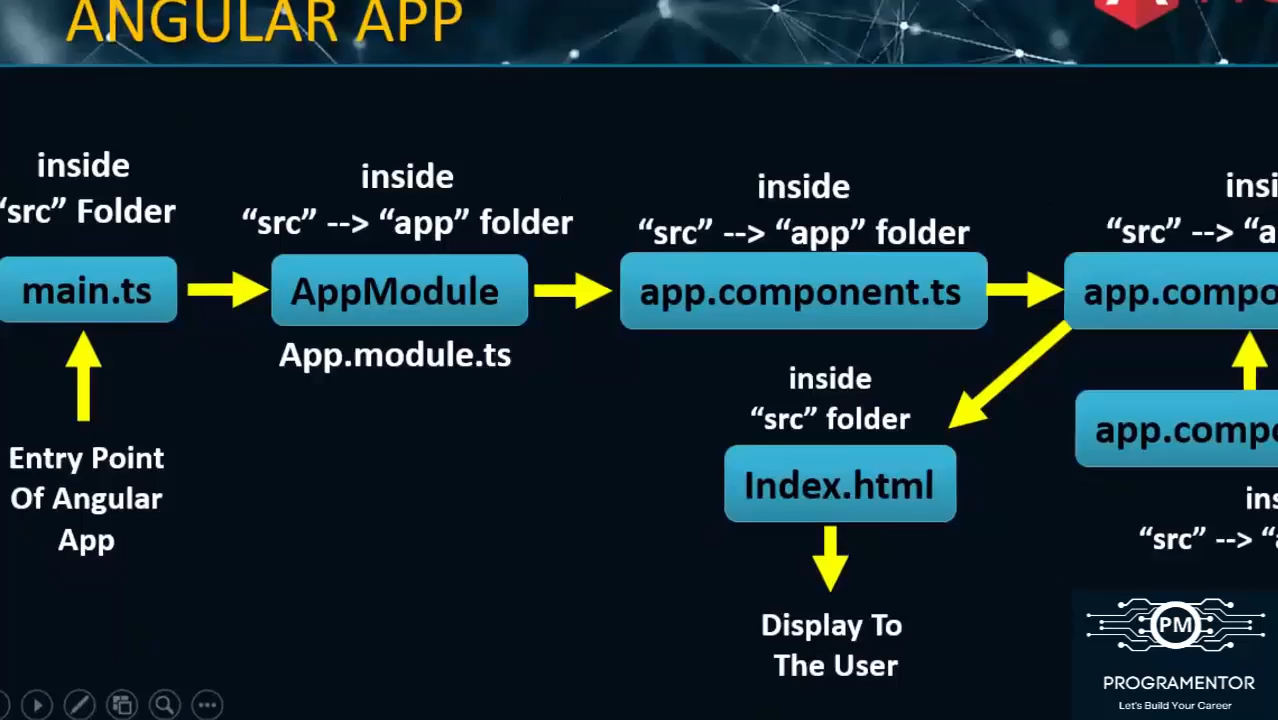 ANGULAR APP
inside
“src” Folder
inside
“src” --> “app” folder
inside
“src” --> “app” folder
“src” -->
main.ts
AppModule
app.component.ts
App.module.ts
inside
“src” folder
Entry Point
Of Angular
App
Index.html
“src” -->
Display To
The User
PM
PROGRAMENTOR
Let's Build Your Career